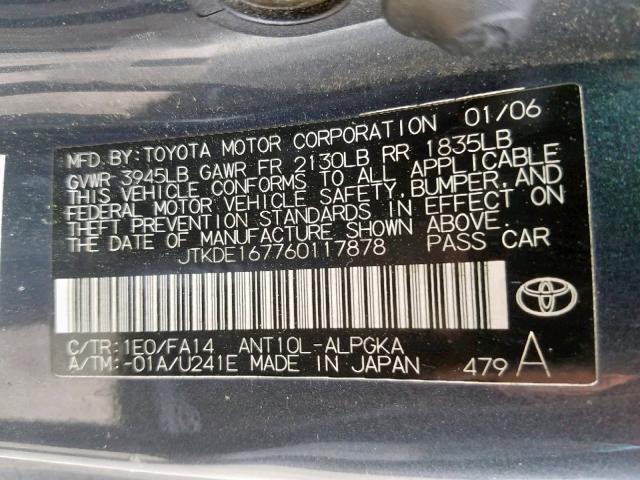 MFD. BY: TOYOTA MOTOR CORPORATION 01/06
GVWR 3945LB GAWR FR 2130LB RR 1835LB
THIS VEHICLE CONFORMS TO ALL APPLICABLE
FEDERAL MOTOR VEHICLE SAFETY, BUMPER, AND
THEFT PREVENTION STANDARDS IN EFFECT ON
THE DATE OF MANUFACTURE SHOWN ABOVE.
JTKDE167760117878 PASS CAR
C/TR: 1E0/FA14 ANT10L-ALPGKA
A/TM: -01A/U241E MADE IN JAPAN 479 A